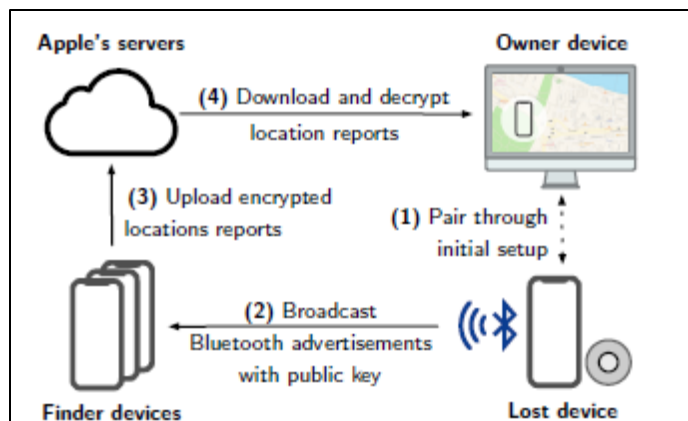 Apple's servers
Owner device
(4) Download and decrypt
location reports
(3) Upload encrypted
locations reports
(1) Pair through
initial setup
(2) Broadcast
Bluetooth advertisements
with public key
Finder devices
Lost device